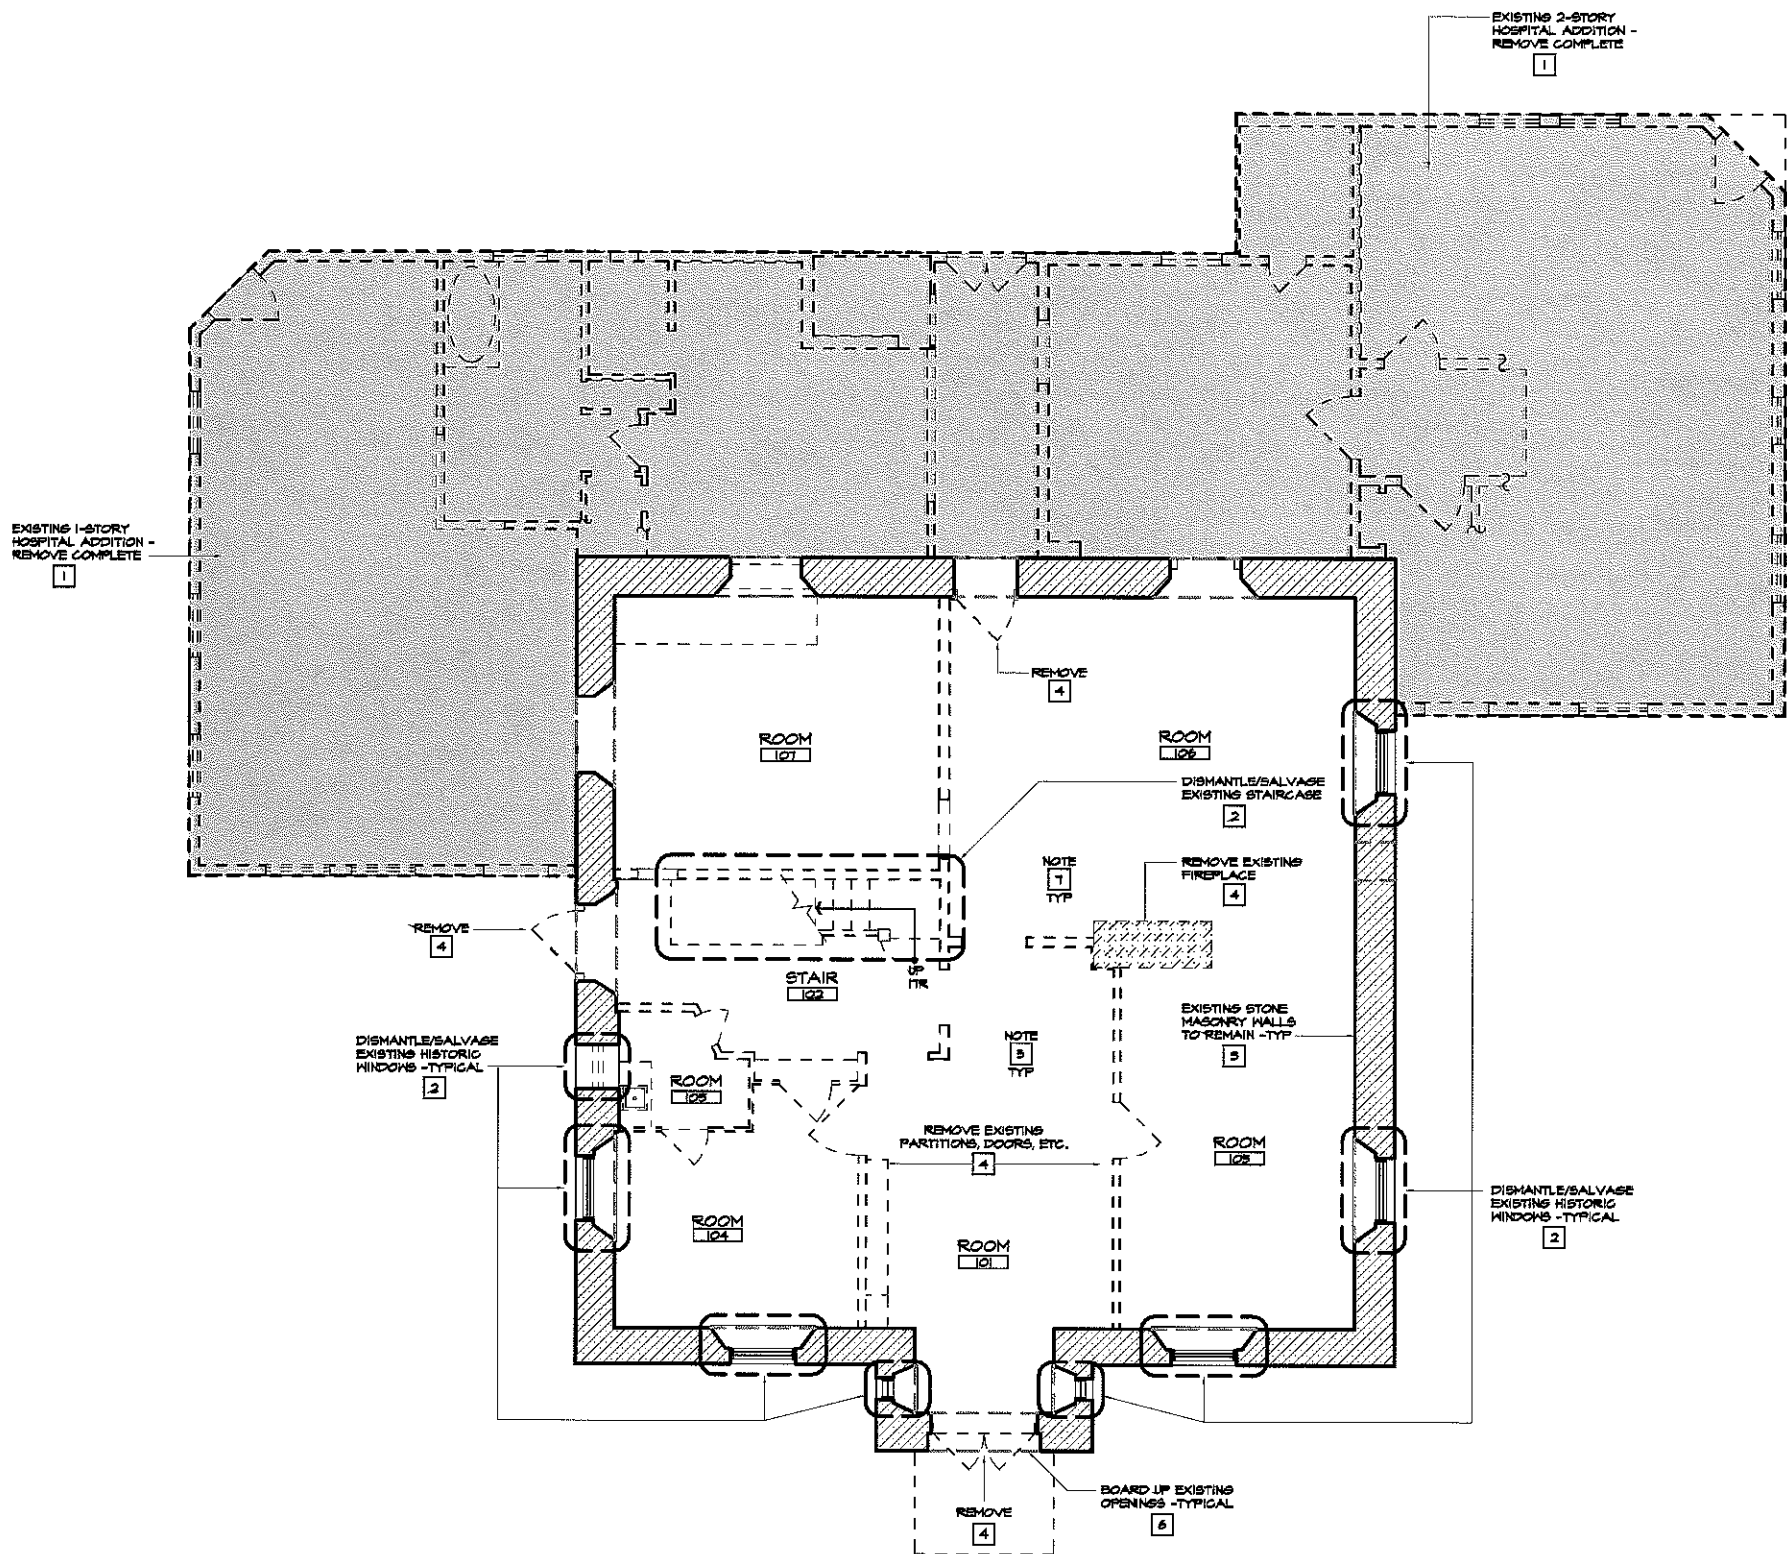 EXISTING 2-STORY
HOSPITAL ADDITION -
REMOVE COMPLETE
1
EXISTING 1-STORY
HOSPITAL ADDITION -
REMOVE COMPLETE
1
REMOVE
4
ROOM
107
ROOM
106
DISMANTLE/SALVAGE
EXISTING STAIRCASE
2
NOTE
7
TYP
REMOVE EXISTING
FIREPLACE
4
REMOVE
4
STAIR
102
UP
17R
EXISTING STONE
MASONRY WALLS
TO REMAIN -TYP
3
DISMANTLE/SALVAGE
EXISTING HISTORIC
WINDOWS -TYPICAL
2
NOTE
5
TYP
ROOM
105
REMOVE EXISTING
PARTITIONS, DOORS, ETC.
4
ROOM
103
DISMANTLE/SALVAGE
EXISTING HISTORIC
WINDOWS -TYPICAL
2
ROOM
104
ROOM
101
BOARD UP EXISTING
OPENINGS -TYPICAL
6
REMOVE
4